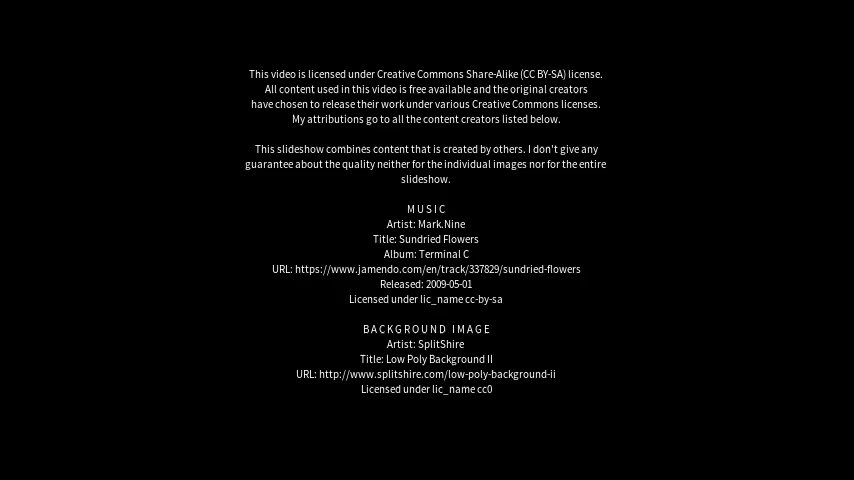 This video is licensed under Creative Commons Share-Alike (CC BY-SA) license.
All content used in this video is free available and the original creators
have chosen to release their work under various Creative Commons licenses.
My attributions go to all the content creators listed below.
This slideshow combines content that is created by others. I don't give any
guarantee about the quality neither for the individual images nor for the entire
slideshow.
MUSIC
Artist: Mark.Nine
Title: Sundried Flowers
Album: Terminal C
URL: https://www.jamendo.com/en/track/337829/sundried-flowers
Released: 2009-05-01
Licensed under lic_name cc-by-sa
BACKGROUND IMAGE
Artist: SplitShire
Title: Low Poly Background II
URL: http://www.splitshire.com/low-poly-background-ii
Licensed under lic_name cc0